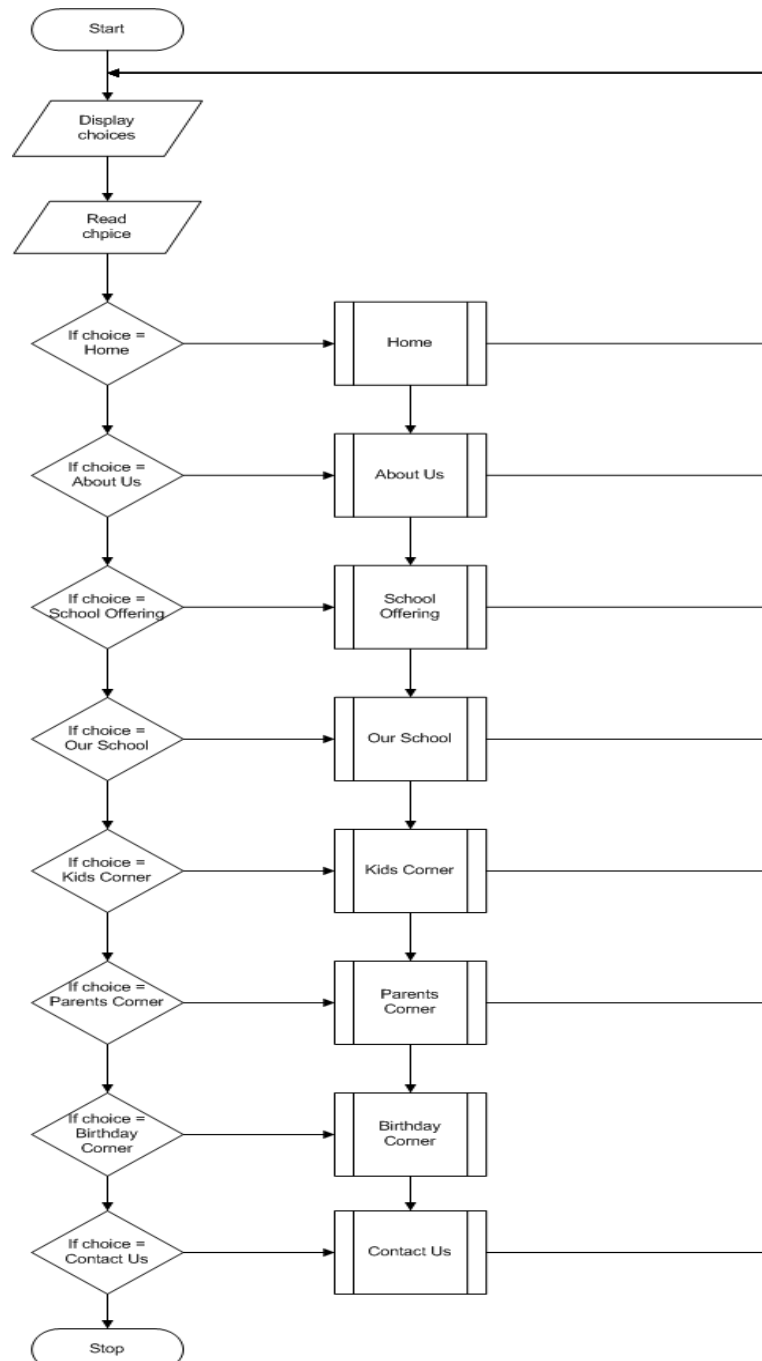 Start
Display
choices
Read
chpice
If choice =
Home
Home
If choice =
About Us
About Us
If choice =
School Offering
School
Offering
If choice =
Our School
Our School
If choice =
Kids Corner
Kids Corner
If choice =
Parents Corner
Parents
Corner
If choice =
Birthday
Corner
Birthday
Corner
If choice =
Contact Us
Contact Us
Stop